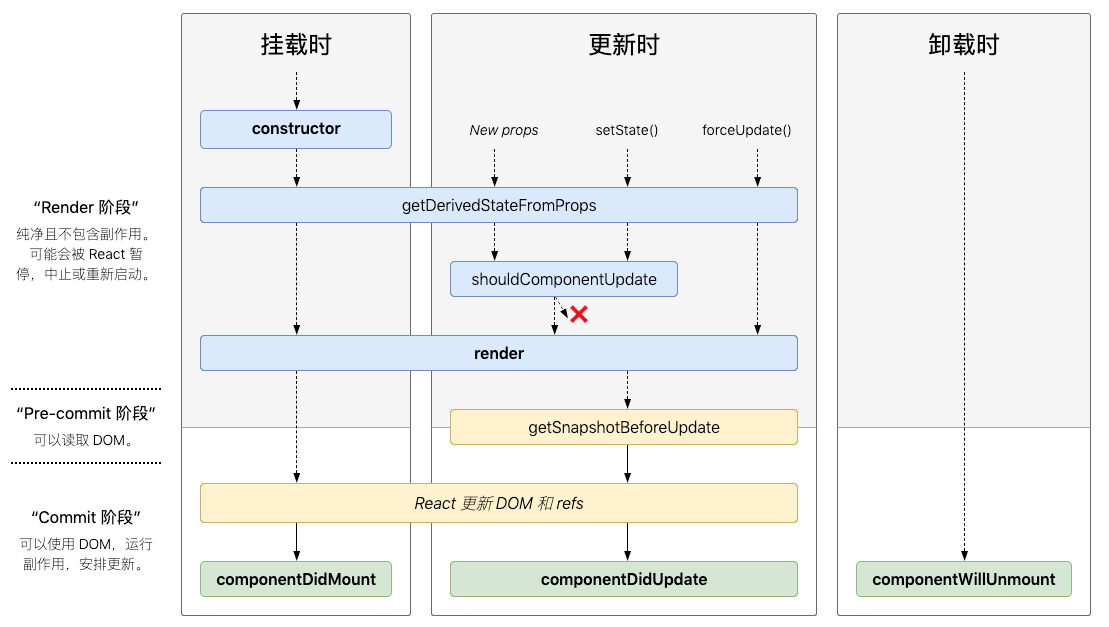 挂载时
更新时
卸载时
constructor
New props
setState()
forceUpdate()
“Render 阶段”
纯净且不包含副作用。
可能会被 React 暂
停，中止或重新启动。
getDerivedStateFromProps
shouldComponentUpdate
render
“Pre-commit 阶段”
可以读取 DOM。
getSnapshotBeforeUpdate
“Commit 阶段”
可以使用 DOM，运行
副作用，安排更新。
React 更新 DOM 和 refs
componentDidMount
componentDidUpdate
componentWillUnmount